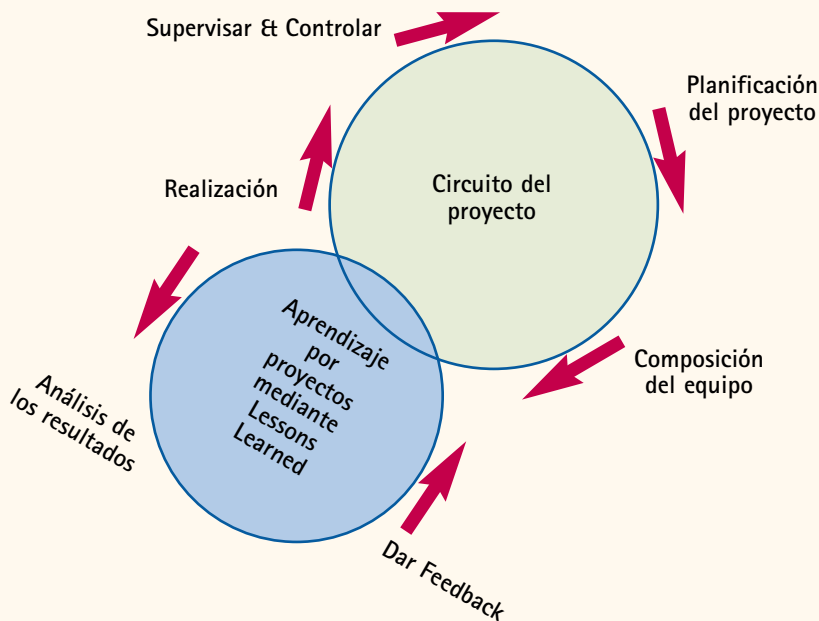 Supervisar & Controlar
Planificación
del proyecto
Circuito del
proyecto
Realización
Composición
del equipo
Aprendizaje
por
proyectos
mediante
Lessons
Learned
Análisis de
los resultados
Dar Feedback